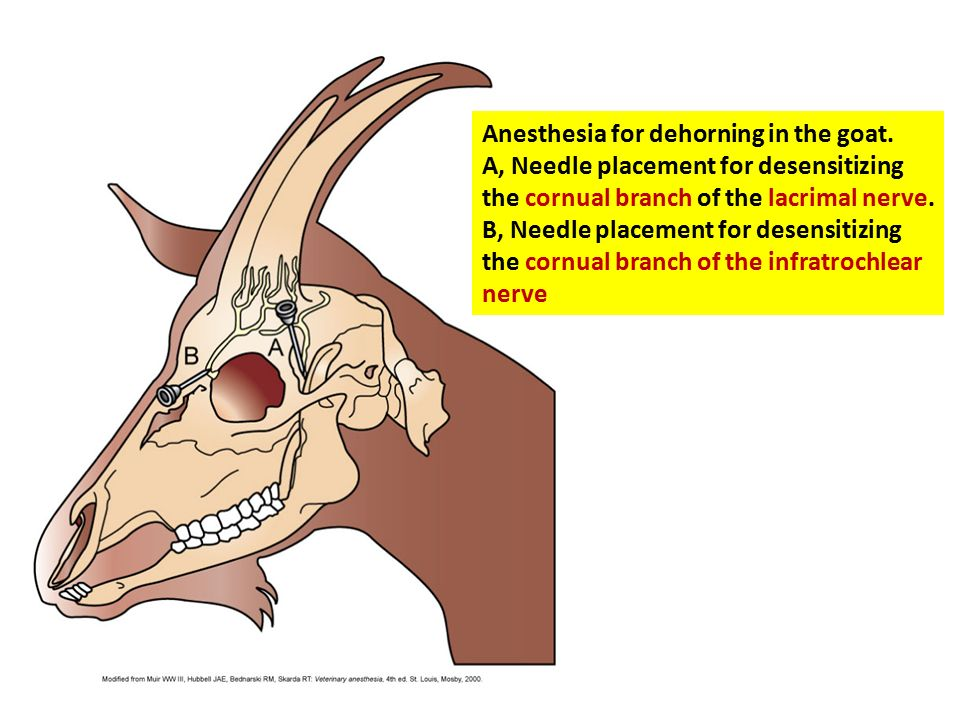 Anesthesia for dehorning in the goat.
A, Needle placement for desensitizing
the cornual branch of the lacrimal nerve.
B, Needle placement for desensitizing
the cornual branch of the infratrochlear
nerve
B
A
Modified from Muir WW III, Hubbell JAE, Bednarski RM, Skarda RT: Veterinary anesthesia, 4th ed. St. Louis, Mosby, 2000.